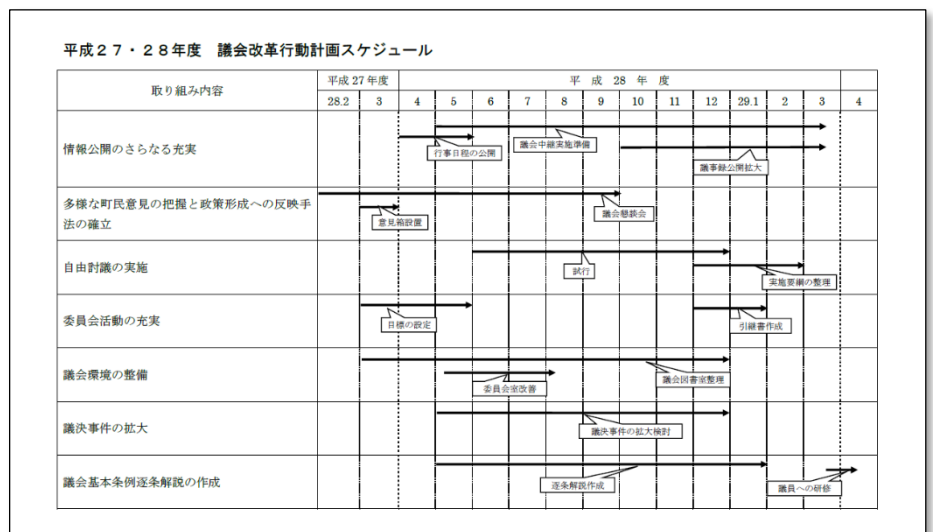 平成27・28年度 議会改革行動計画スケジュール
取り組み内容 平成27年度 平成28年度
28.2 3 4 5 6 7 8 9 10 11 12 29.1 2 3 4
情報公開のさらなる充実
行事日程の公開
議会中継実施準備
議事録公開拡大
多様な町民意見の把握と政策形成への反映手
法の確立
意見箱設置
議会懇談会
自由討議の実施
試行
実施要綱の整理
委員会活動の充実
目標の設定
引継書作成
議会環境の整備
委員会室改善
議会図書室整理
議決事件の拡大
議決事件の拡大検討
議会基本条例逐条解説の作成
逐条解説作成
議員への研修